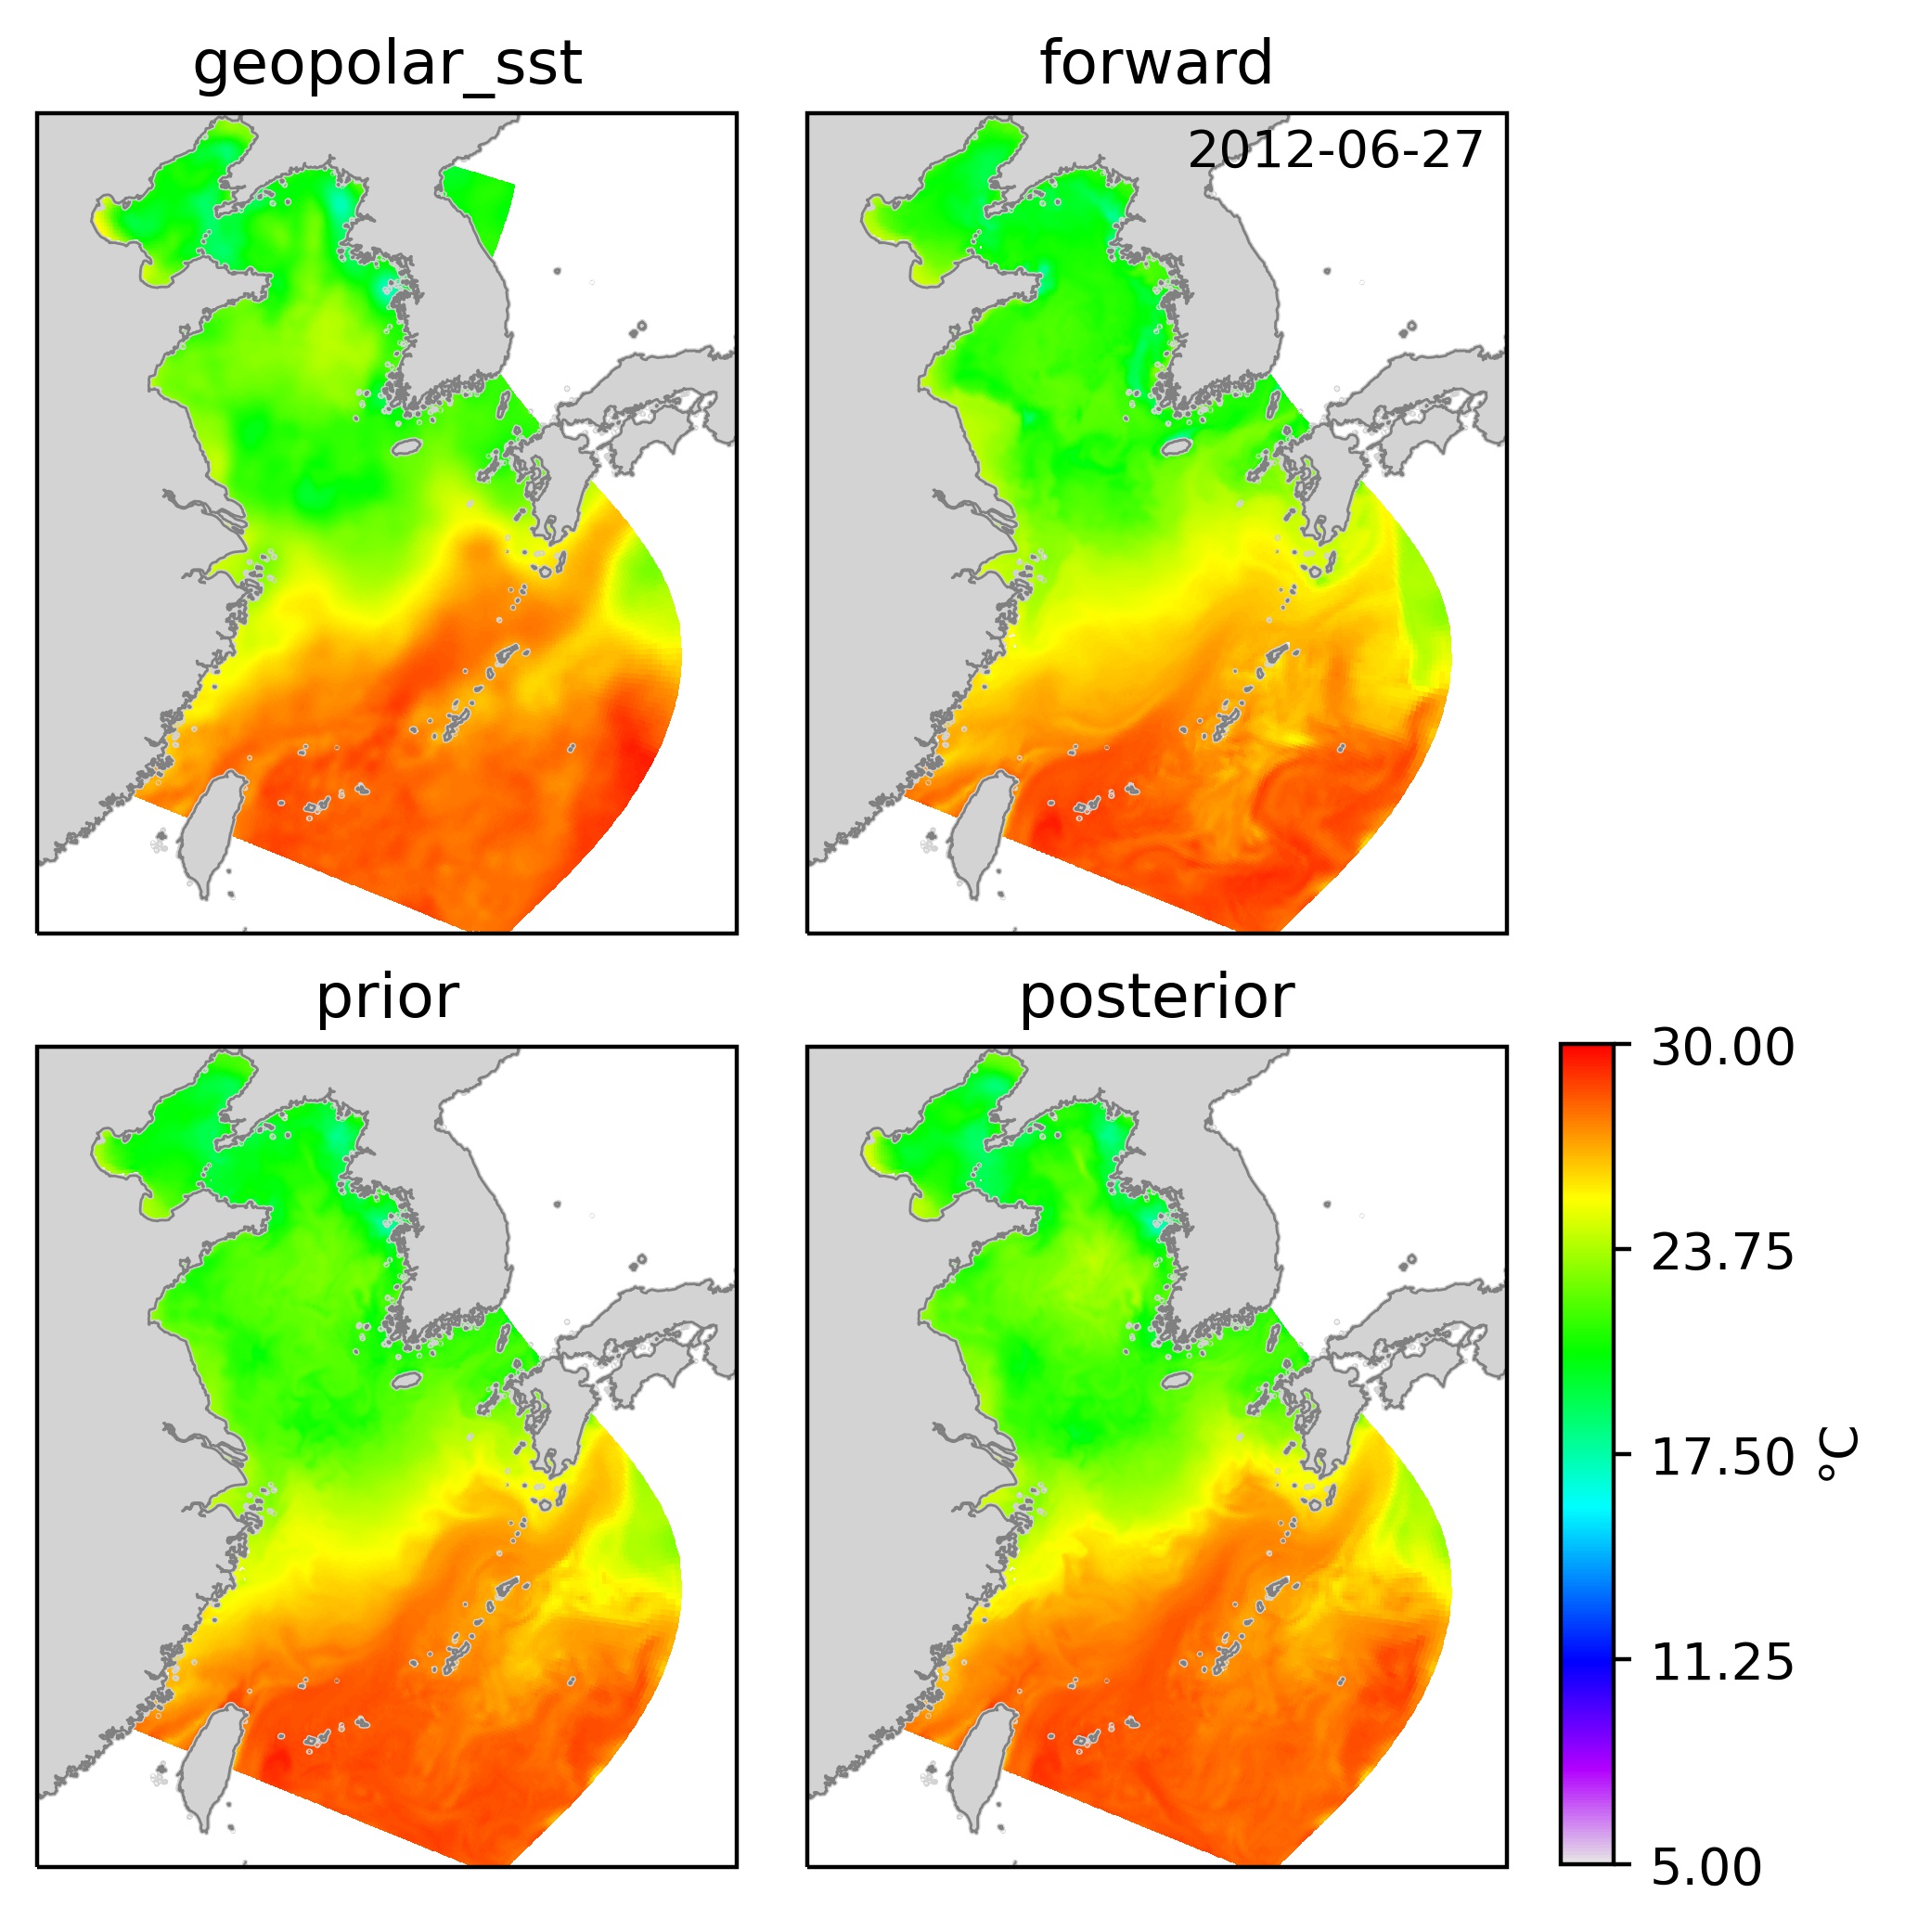 geopolar_sst
forward
2012-06-27
prior
posterior
30.00
23.75
17.50
11.25
5.00
°C